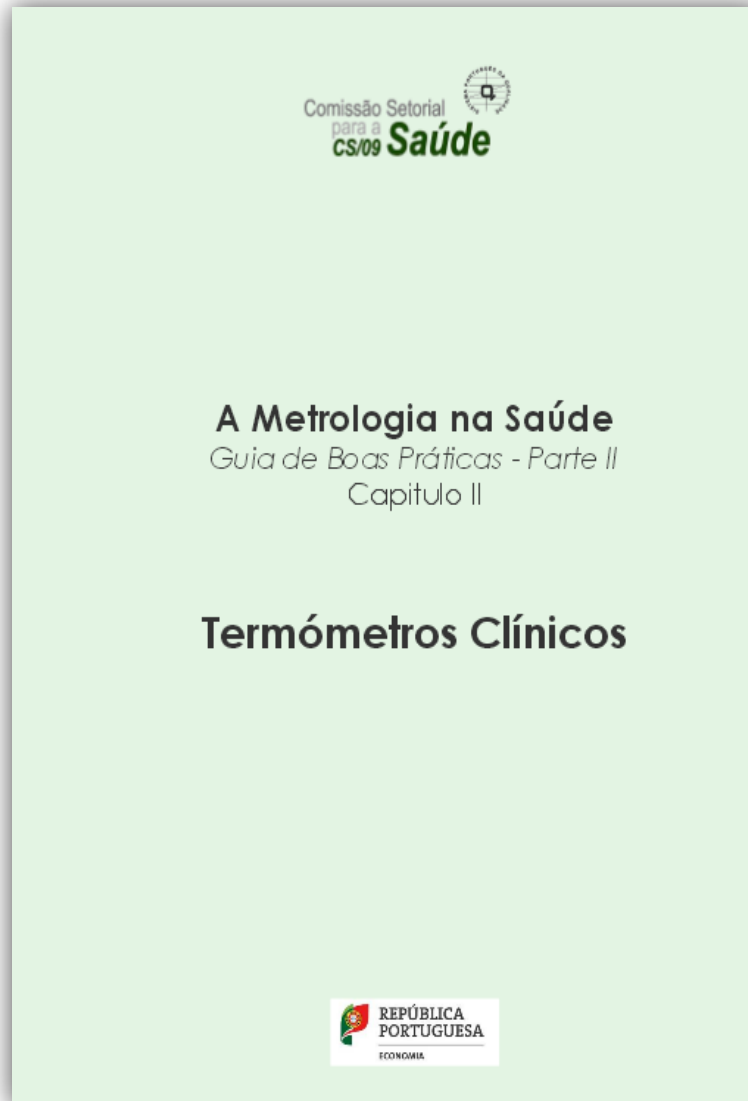 Comissão Setorial
para a
CS/09 Saúde
A Metrologia na Saúde
Guia de Boas Práticas - Parte II
Capitulo II
Termómetros Clínicos
REPÚBLICA
PORTUGUESA
ECONOMIA